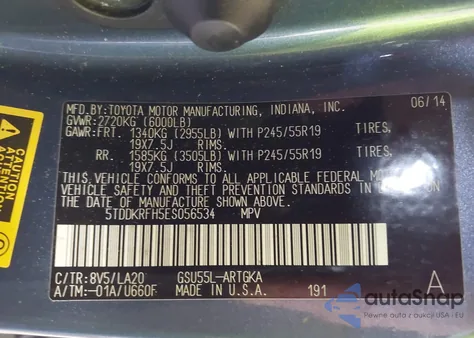 MFD.BY:TOYOTA MOTOR MANUFACTURING, INDIANA, INC. 06/14
GVWR:2720KG (6000LB)
GAWR:FRT. 1340KG (2955LB) WITH P245/55R19 TIRES,
19X7.5J RIMS,
RR. 1585KG (3505LB) WITH P245/55R19 TIRES,
19X7.5J RIMS,
THIS VEHICLE CONFORMS TO ALL APPLICABLE FEDERAL MOTOR
VEHICLE SAFETY AND THEFT PREVENTION STANDARDS IN
EFFECT ON THE DATE OF MANUFACTURE SHOWN ABOVE.
5TDDKRFH5ES056534 MPV
C/TR:8V5/LA20 GSU55L-ARTGKA
A/TM:-01A/U660F MADE IN U.S.A. 191 A
CAUTION
autoSnap